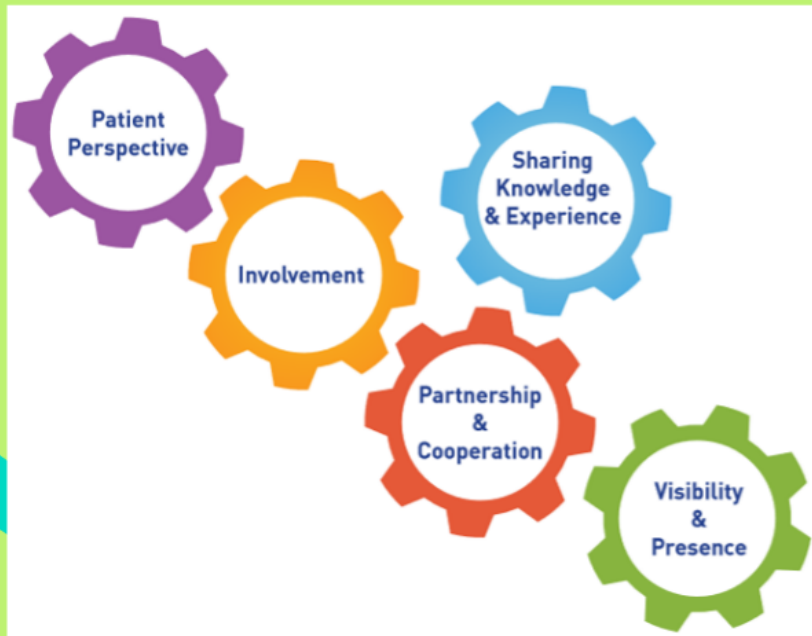 Patient
Perspective
Sharing
Knowledge
& Experience
Involvement
Partnership
&
Cooperation
Visibility
&
Presence